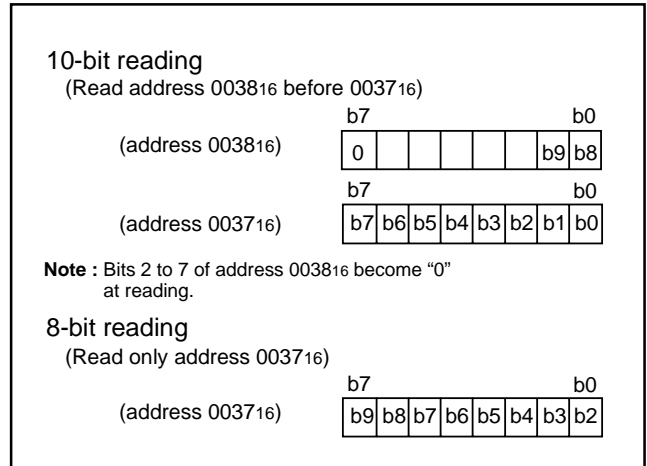 10-bit reading
(Read address 003816 before 003716)
b7 b0
(address 003816) 0 b9 b8
b7 b0
(address 003716) b7 b6 b5 b4 b3 b2 b1 b0
Note : Bits 2 to 7 of address 003816 become “0”
at reading.
8-bit reading
(Read only address 003716)
b7 b0
(address 003716) b9 b8 b7 b6 b5 b4 b3 b2